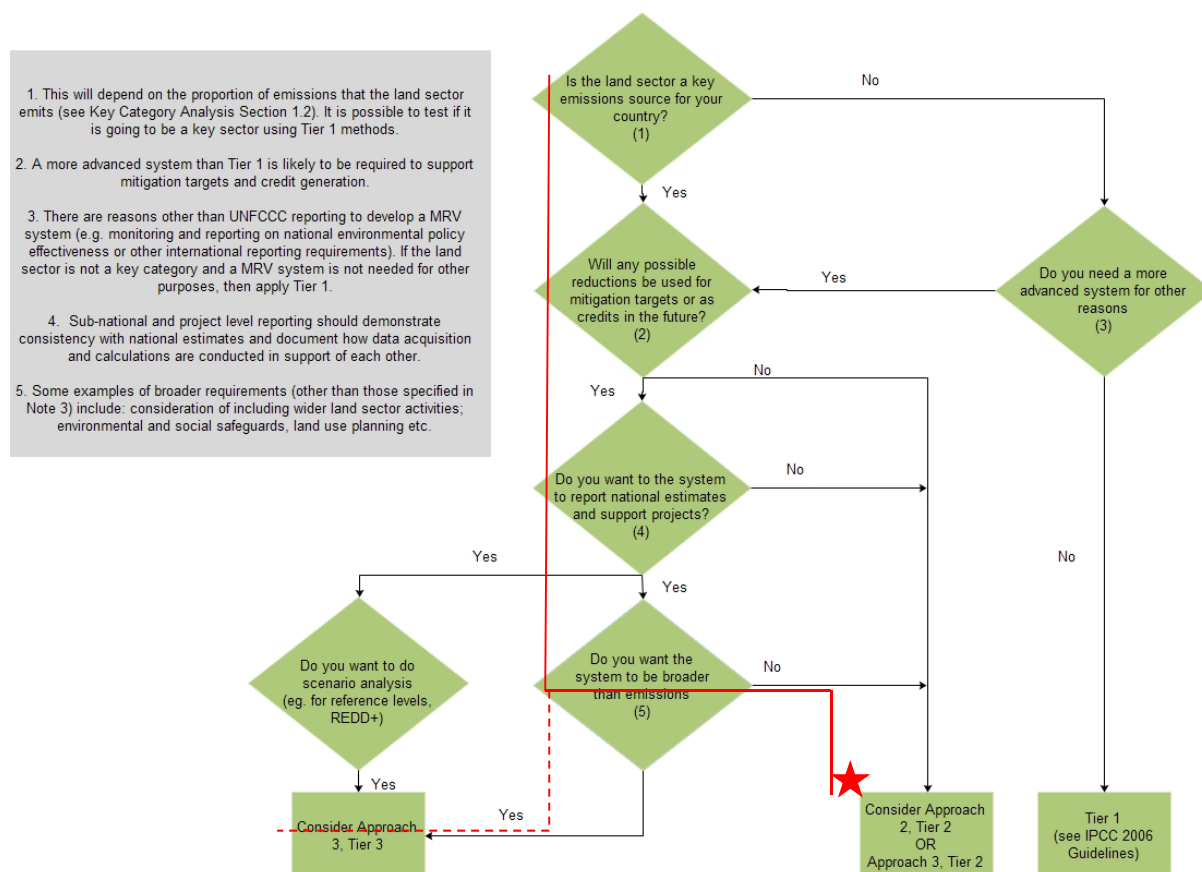 1. This will depend on the proportion of emissions that the land sector
emits (see Key Category Analysis Section 1.2). It is possible to test if it
is going to be a key sector using Tier 1 methods.
2. A more advanced system than Tier 1 is likely to be required to support
mitigation targets and credit generation.
3. There are reasons other than UNFCCC reporting to develop a MRV
system (e.g. monitoring and reporting on national environmental policy
effectiveness or other international reporting requirements). If the land
sector is not a key category and a MRV system is not needed for other
purposes, then apply Tier 1.
4. Sub-national and project level reporting should demonstrate
consistency with national estimates and document how data acquisition
and calculations are conducted in support of each other.
5. Some examples of broader requirements (other than those specified in
Note 3) include: consideration of including wider land sector activities;
environmental and social safeguards, land use planning etc.
Is the land sector a key
emissions source for your
country?
(1)
No
Yes
Will any possible
reductions be used for
mitigation targets or as
credits in the future?
(2)
Yes
Do you need a more
advanced system for other
reasons
(3)
No
Yes
Do you want to the system
to report national estimates
and support projects?
(4)
No
No
Yes
Yes
Do you want to do
scenario analysis
(eg. for reference levels,
REDD+)
Do you want the
system to be broader
than emissions
(5)
No
Yes
Yes
Consider Approach
3, Tier 3
Consider Approach
2, Tier 2
OR
Approach 3, Tier 2
Tier 1
(see IPCC 2006
Guidelines)